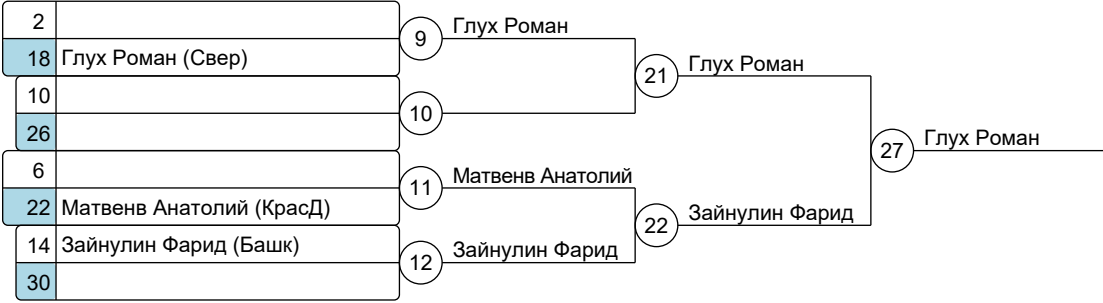 2
18 Глух Роман (Свер)
10
26
6
22 Матвенв Анатолий (КрасД)
14 Зайнулин Фарид (Башк)
30
9 Глух Роман
10
11 Матвенв Анатолий
12 Зайнулин Фарид
21 Глух Роман
22 Зайнулин Фарид
27 Глух Роман